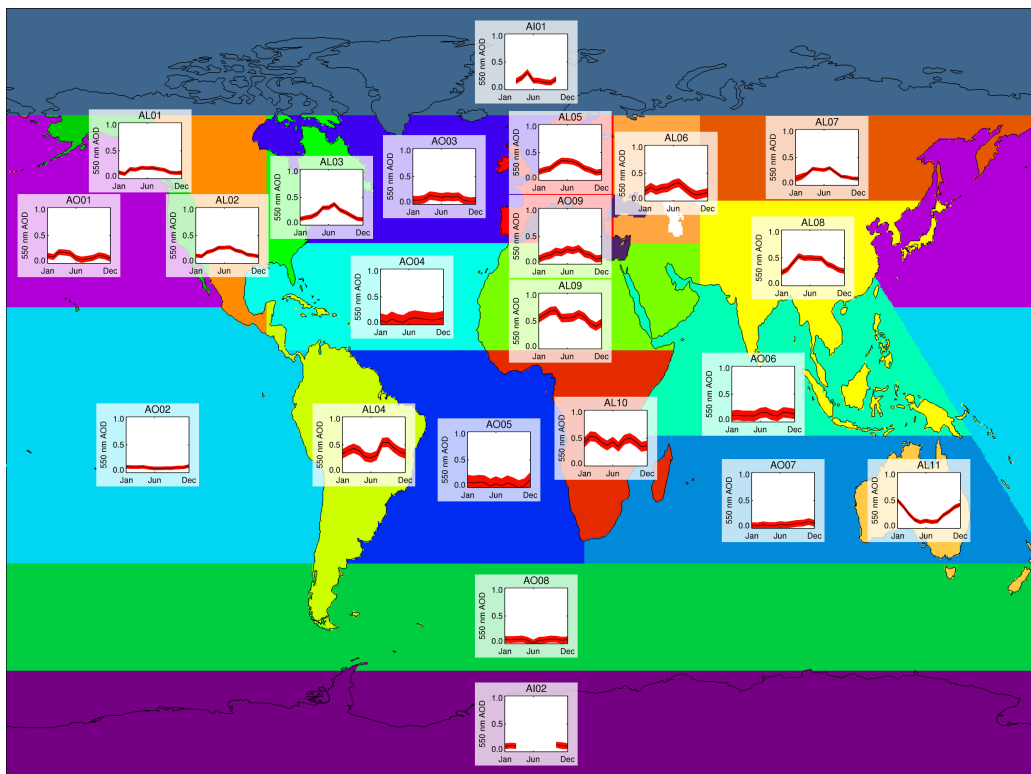 AI01
1.0
0.5
0.0
550 nm AOD
Jan Jun Dec
AL01
1.0
0.5
0.0
550 nm AOD
Jan Jun Dec
AL05
1.0
0.5
0.0
550 nm AOD
Jan Jun Dec
AL07
1.0
0.5
0.0
550 nm AOD
Jan Jun Dec
AO03
1.0
0.5
0.0
550 nm AOD
Jan Jun Dec
AL06
1.0
0.5
0.0
550 nm AOD
Jan Jun Dec
AL03
1.0
0.5
0.0
550 nm AOD
Jan Jun Dec
AO01
1.0
0.5
0.0
550 nm AOD
Jan Jun Dec
AL02
1.0
0.5
0.0
550 nm AOD
Jan Jun Dec
AO09
1.0
0.5
0.0
550 nm AOD
Jan Jun Dec
AL08
1.0
0.5
0.0
550 nm AOD
Jan Jun Dec
AO04
1.0
0.5
0.0
550 nm AOD
Jan Jun Dec
AL09
1.0
0.5
0.0
550 nm AOD
Jan Jun Dec
AO06
1.0
0.5
0.0
550 nm AOD
Jan Jun Dec
AO02
1.0
0.5
0.0
550 nm AOD
Jan Jun Dec
AL04
1.0
0.5
0.0
550 nm AOD
Jan Jun Dec
AO05
1.0
0.5
0.0
550 nm AOD
Jan Jun Dec
AL10
1.0
0.5
0.0
550 nm AOD
Jan Jun Dec
AO07
1.0
0.5
0.0
550 nm AOD
Jan Jun Dec
AL11
1.0
0.5
0.0
550 nm AOD
Jan Jun Dec
AO08
1.0
0.5
0.0
550 nm AOD
Jan Jun Dec
AI02
1.0
0.5
0.0
550 nm AOD
Jan Jun Dec